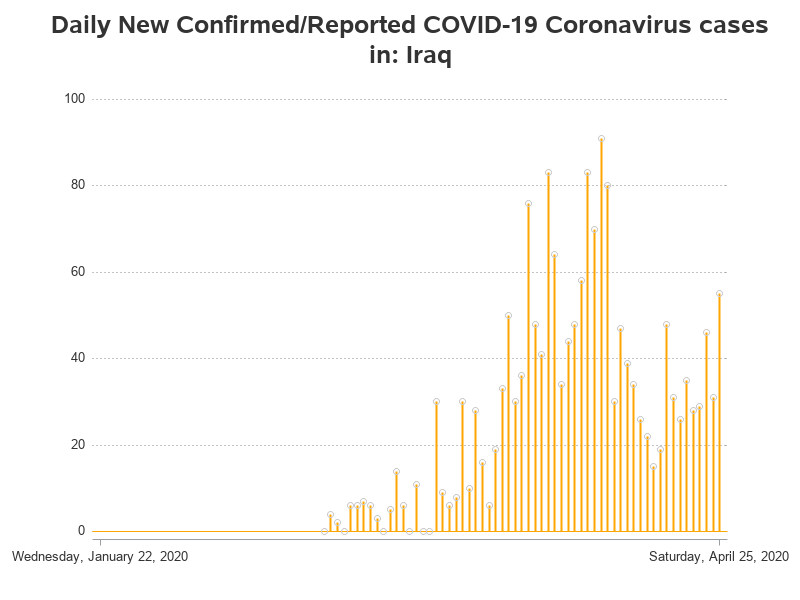 Daily New Confirmed/Reported COVID-19 Coronavirus cases
in: Iraq
100
80
60
40
20
0
Wednesday, January 22, 2020
Saturday, April 25, 2020